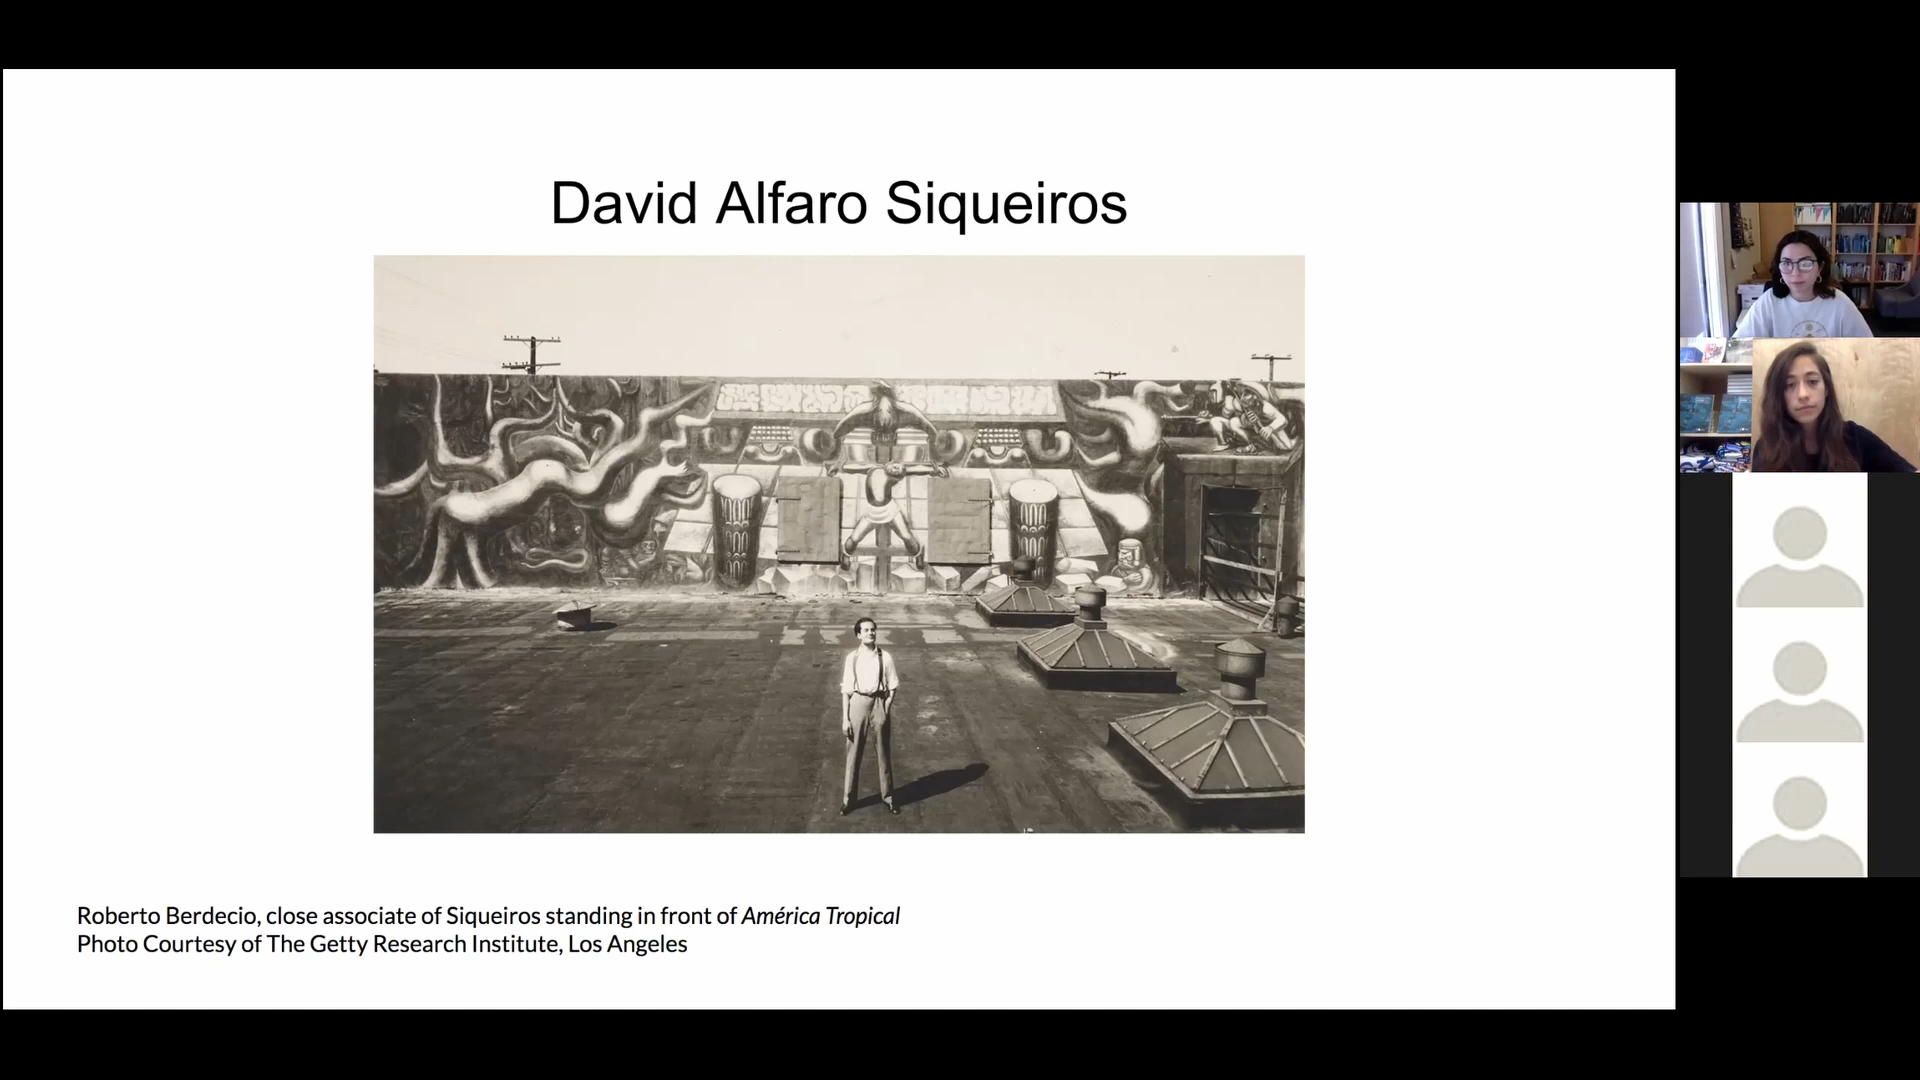 David Alfaro Siqueiros
Roberto Berdecio, close associate of Siqueiros standing in front of América Tropical
Photo Courtesy of The Getty Research Institute, Los Angeles